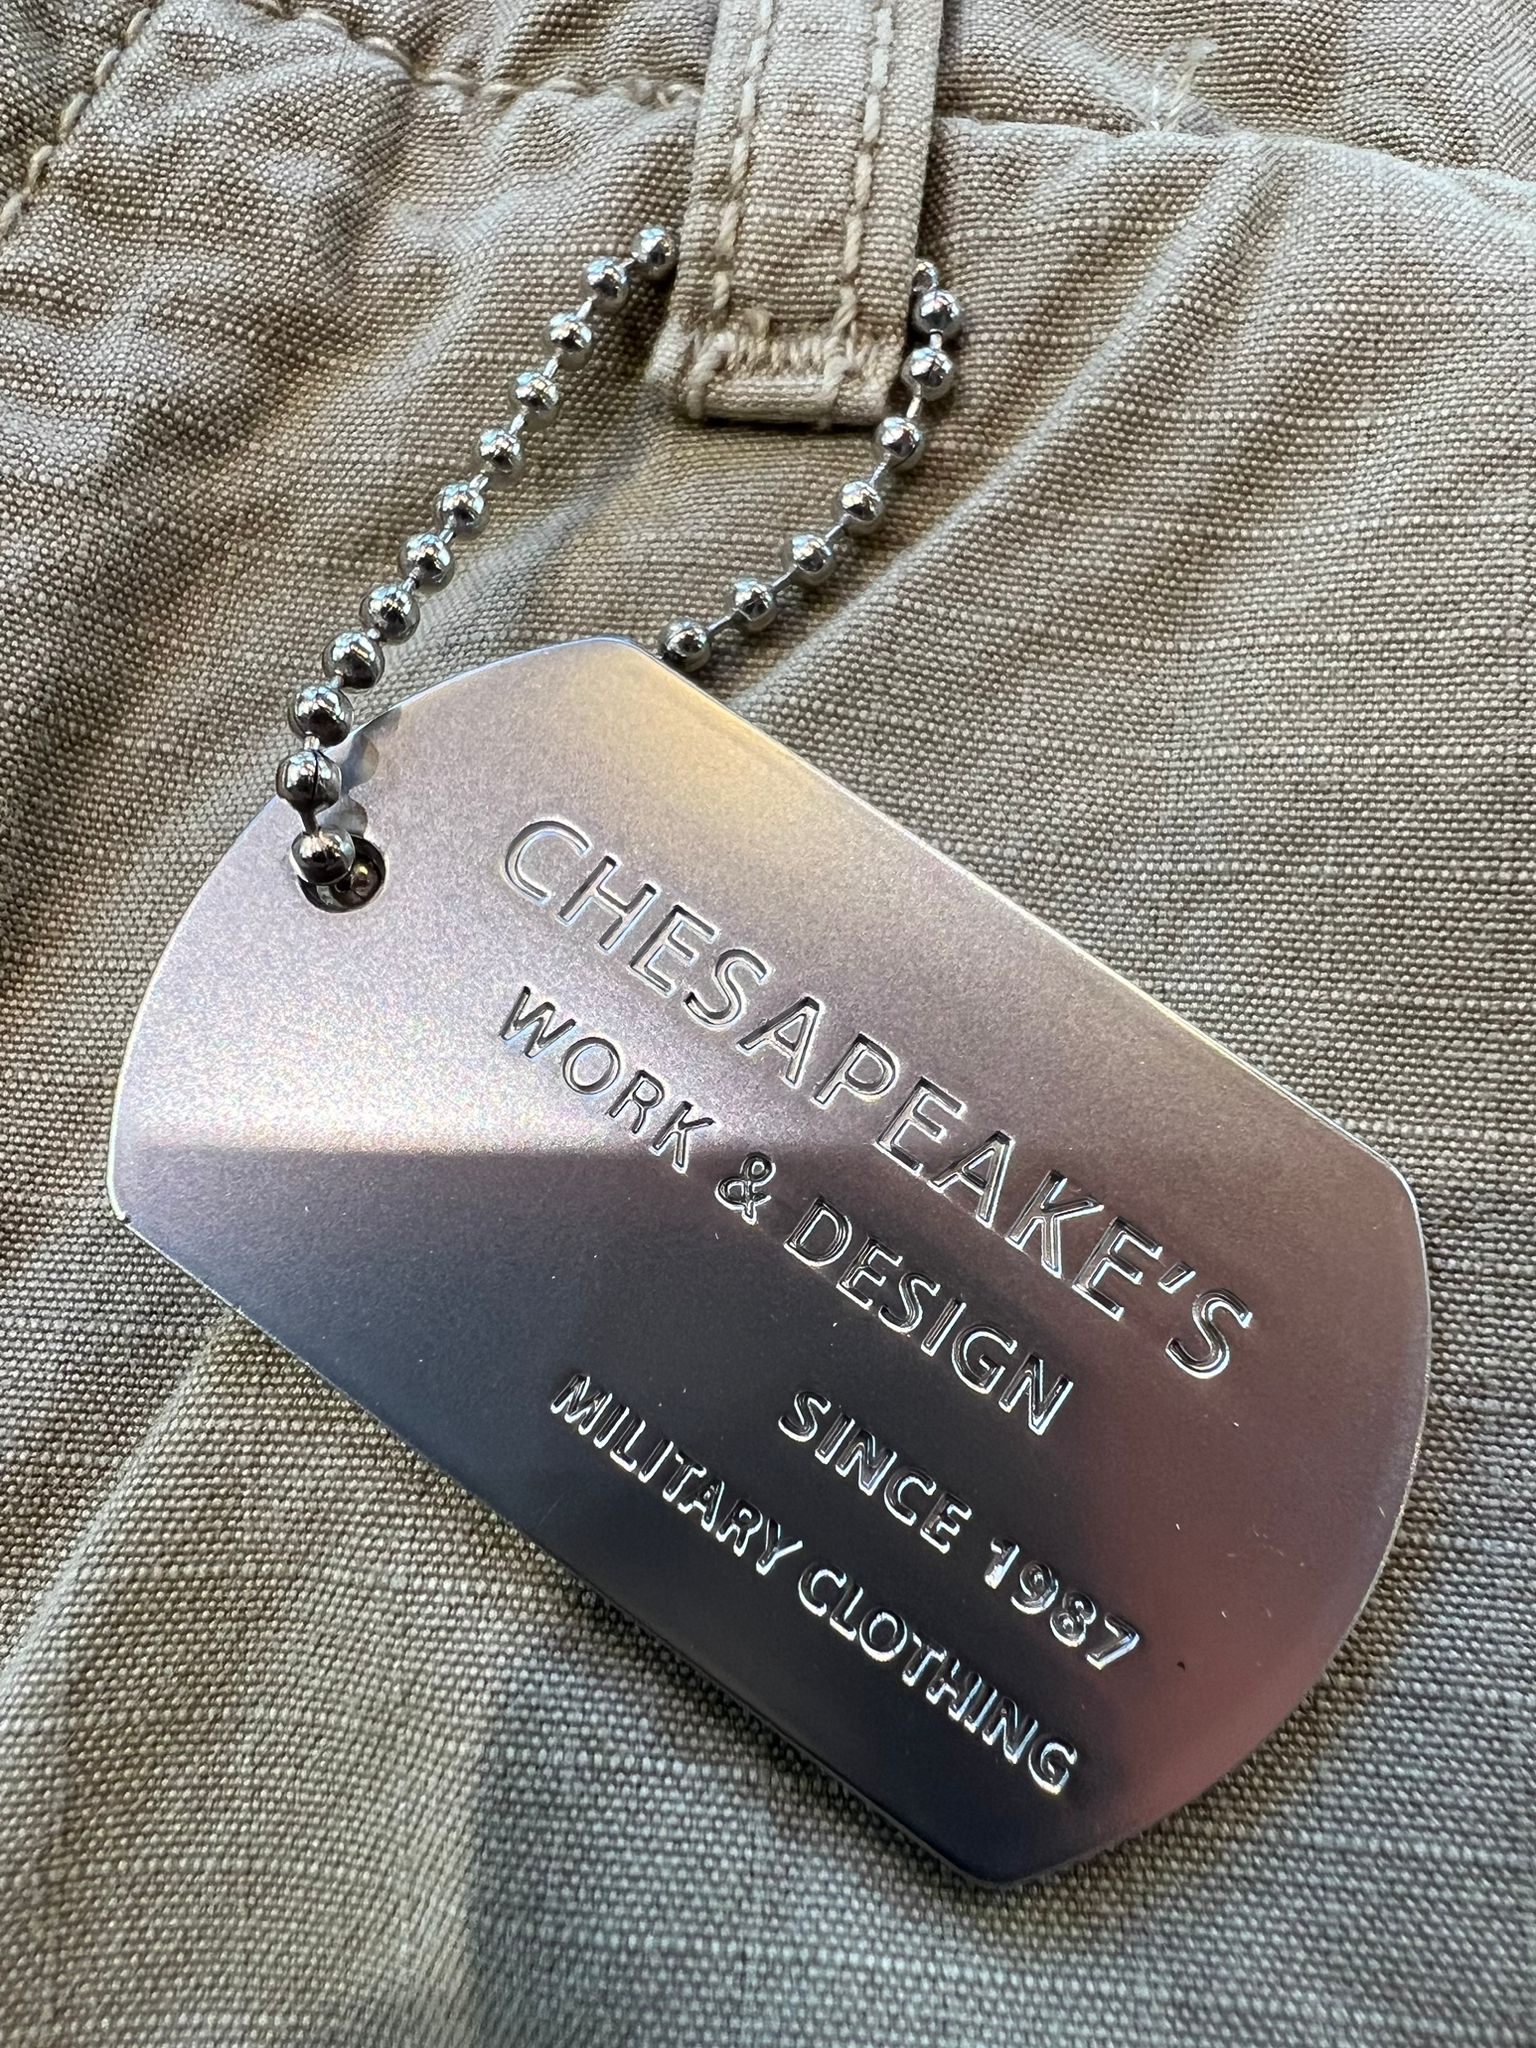 CHESAPEAKE'S
WORK & DESIGN
SINCE 1987
MILITARY CLOTHING